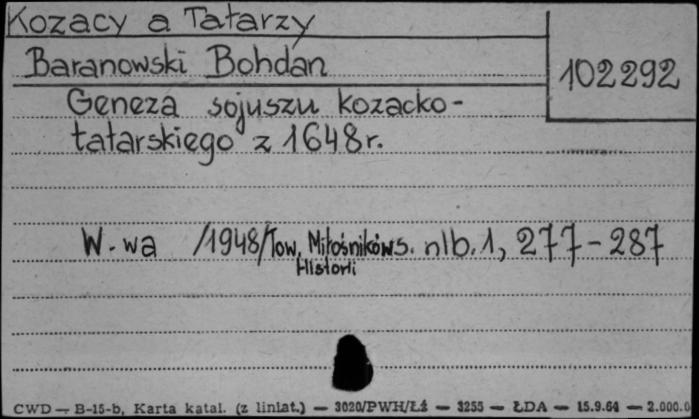 Kozacy a Tatarzy
Baranowski Bohdan
102292
Geneza sojuszu kozacko-
tatarskiego z 1648r.
W.-wa /1948/Tow. Miłośników s. nlb. 1, 277-287
Historii
CWD — B-15-b, Karta katal. (z liniat.) — 3020/PWH/Łź — 3255 — ŁDA — 15.9.64 — 2.000.0